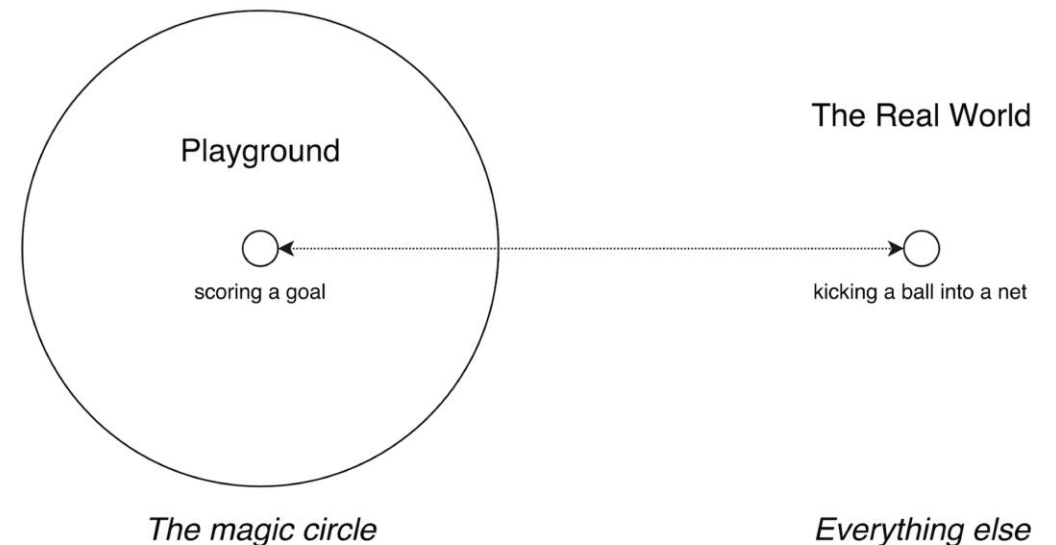 The Real World
Playground
scoring a goal
kicking a ball into a net
The magic circle
Everything else